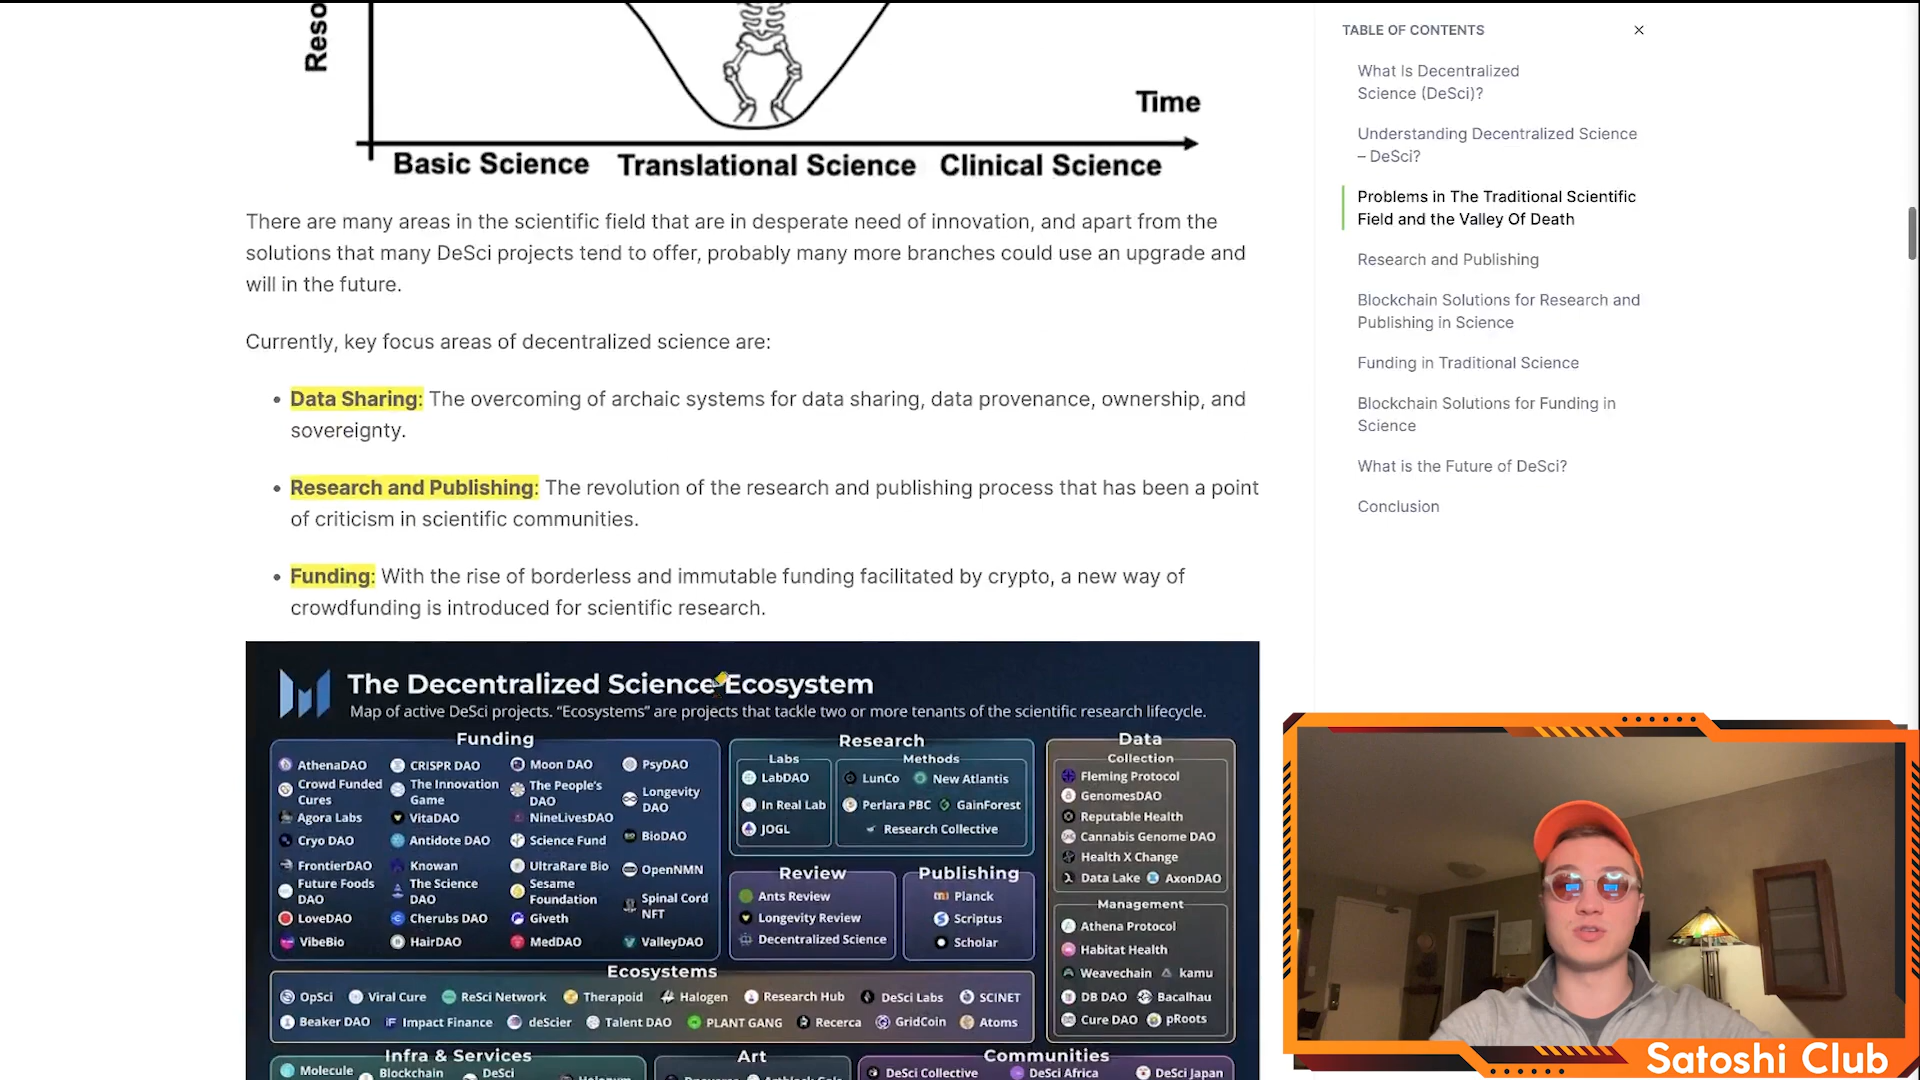 Reso
Time
Basic Science Translational Science Clinical Science
There are many areas in the scientific field that are in desperate need of innovation, and apart from the
solutions that many DeSci projects tend to offer, probably many more branches could use an upgrade and
will in the future.
Currently, key focus areas of decentralized science are:
• Data Sharing: The overcoming of archaic systems for data sharing, data provenance, ownership, and
sovereignty.
• Research and Publishing: The revolution of the research and publishing process that has been a point
of criticism in scientific communities.
• Funding: With the rise of borderless and immutable funding facilitated by crypto, a new way of
crowdfunding is introduced for scientific research.
The Decentralized Science Ecosystem
Map of active DeSci projects. "Ecosystems" are projects that tackle two or more tenants of the scientific research lifecycle.
Funding
AthenaDAO CRISPR DAO Moon DAO PsyDAO
Crowd Funded The Innovation The People's Longevity
Cures Game DAO DAO
Agora Labs VitaDAO NineLivesDAO
Cryo DAO Antidote DAO Science Fund BioDAO
FrontierDAO Knowan UltraRare Bio OpenNMN
Future Foods The Science Sesame Spinal Cord
DAO DAO Foundation NFT
LoveDAO Cherubs DAO Giveth
VibeBio HairDAO MedDAO ValleyDAO
Research
Labs
LabDAO
In Real Lab
JOGL
Methods
LunCo New Atlantis
Perlara PBC GainForest
Research Collective
Review
Ants Review
Longevity Review
Decentralized Science
Publishing
Planck
Scriptus
Scholar
Data
Collection
Fleming Protocol
GenomesDAO
Reputable Health
Cannabis Genome DAO
Health X Change
Data Lake AxonDAO
Management
Athena Protocol
Habitat Health
Weavechain kamu
DB DAO Bacalhau
Cure DAO pRoots
Ecosystems
OpSci Viral Cure ReSci Network Therapoid Halogen Research Hub DeSci Labs SCINET
Beaker DAO Impact Finance deScier Talent DAO PLANT GANG Recerca GridCoin Atoms
Infra & Services
Molecule Blockchain DeSci
Art
Communities
DeSci Collective DeSci Africa DeSci Japan
TABLE OF CONTENTS
What Is Decentralized
Science (DeSci)?
Understanding Decentralized Science
– DeSci?
Problems in The Traditional Scientific
Field and the Valley Of Death
Research and Publishing
Blockchain Solutions for Research and
Publishing in Science
Funding in Traditional Science
Blockchain Solutions for Funding in
Science
What is the Future of DeSci?
Conclusion
Satoshi Club